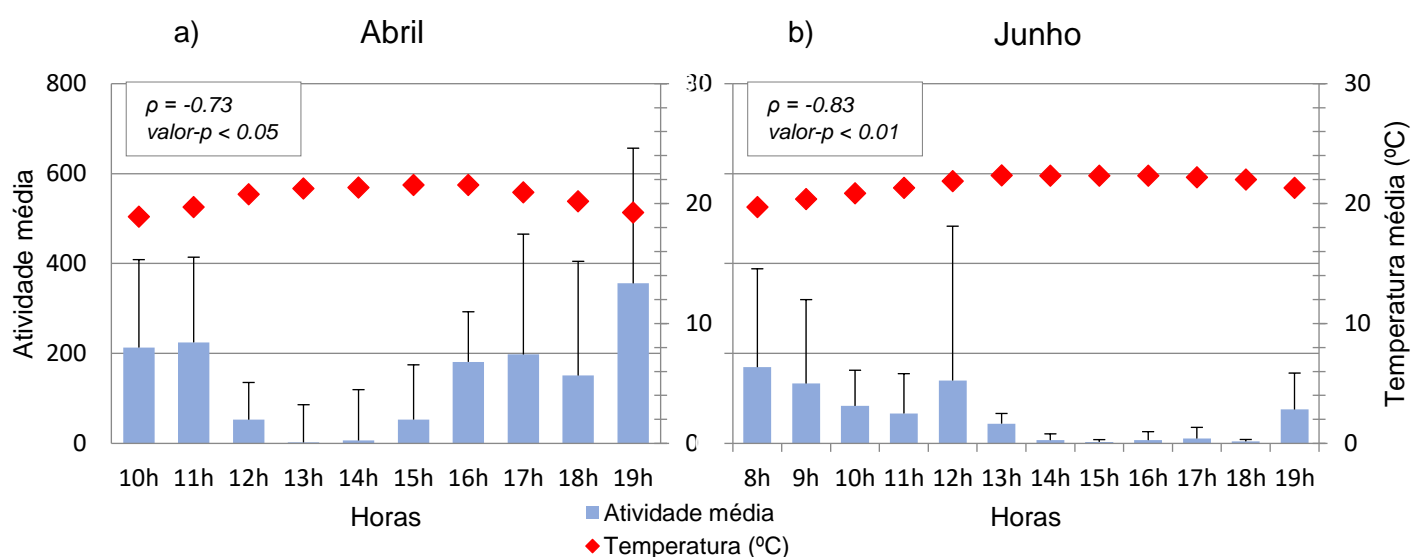 a)
Abril
b)
Junho
ρ = -0.73
valor-p < 0.05
ρ = -0.83
valor-p < 0.01
Atividade média
800
600
400
200
0
30
20
10
0
30
20
10
0
Temperatura média (ºC)
10h 11h 12h 13h 14h 15h 16h 17h 18h 19h
8h 9h 10h 11h 12h 13h 14h 15h 16h 17h 18h 19h
Horas
Horas
Atividade média
Temperatura (ºC)